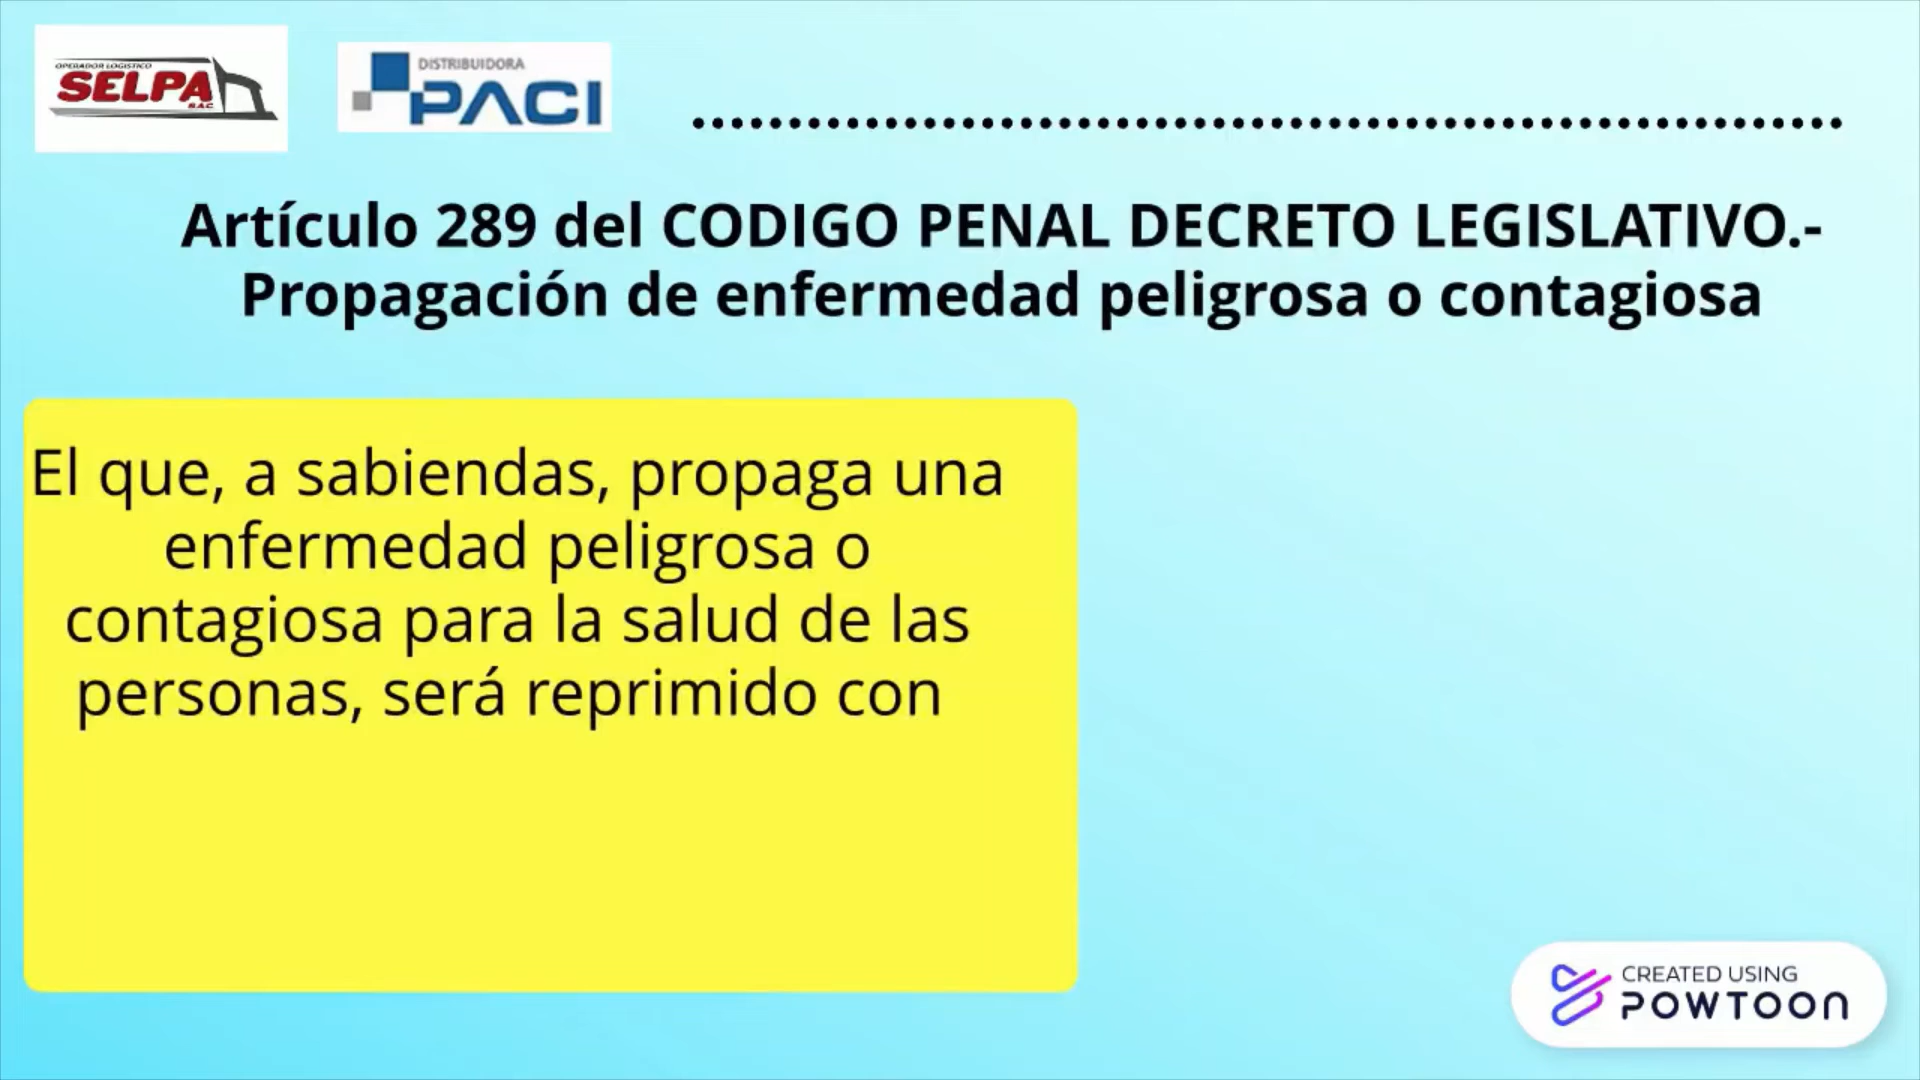 OPERADOR LOGISTICO
SELPA
S.A.C
DISTRIBUIDORA
PACI
Artículo 289 del CODIGO PENAL DECRETO LEGISLATIVO.-
Propagación de enfermedad peligrosa o contagiosa
El que, a sabiendas, propaga una
enfermedad peligrosa o
contagiosa para la salud de las
personas, será reprimido con
CREATED USING
POWTOON